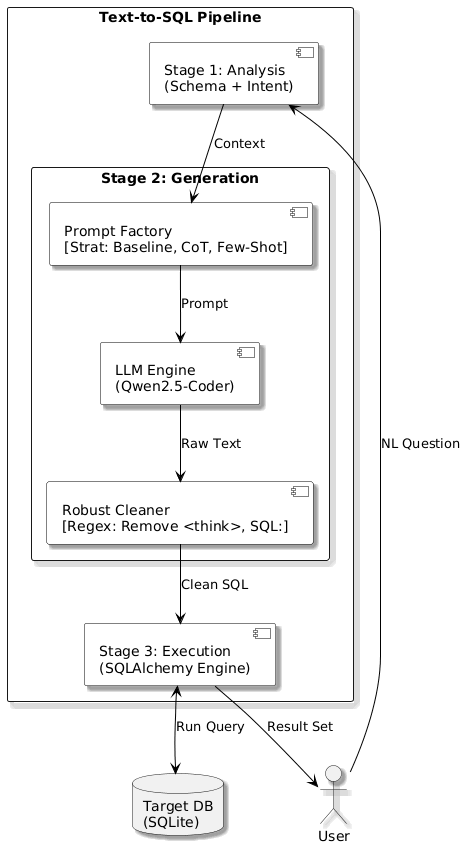 Text-to-SQL Pipeline
Stage 1: Analysis
(Schema + Intent)
Context
Stage 2: Generation
Prompt Factory
[Strat: Baseline, CoT, Few-Shot]
Prompt
LLM Engine
(Qwen2.5-Coder)
Raw Text
NL Question
Robust Cleaner
[Regex: Remove <think>, SQL:]
Clean SQL
Stage 3: Execution
(SQLAlchemy Engine)
Run Query
Result Set
Target DB
(SQLite)
User